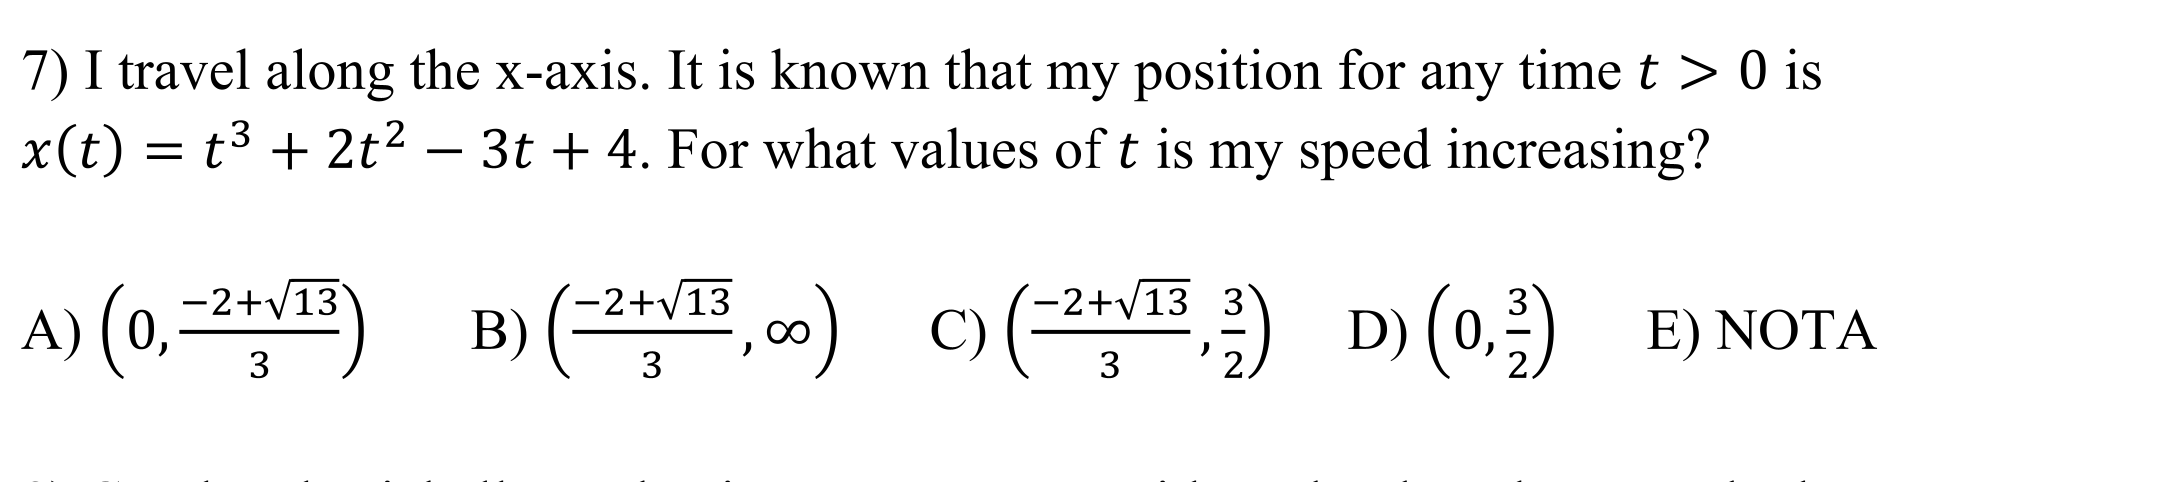 7) I travel along the x-axis. It is known that my position for any time t > 0 is
x(t) = t³ + 2t² − 3t + 4. For what values of t is my speed increasing?
A) (0, (−2+√13)/3) B) ((−2+√13)/3, ∞) C) ((−2+√13)/3, 3/2) D) (0, 3/2) E) NOTA